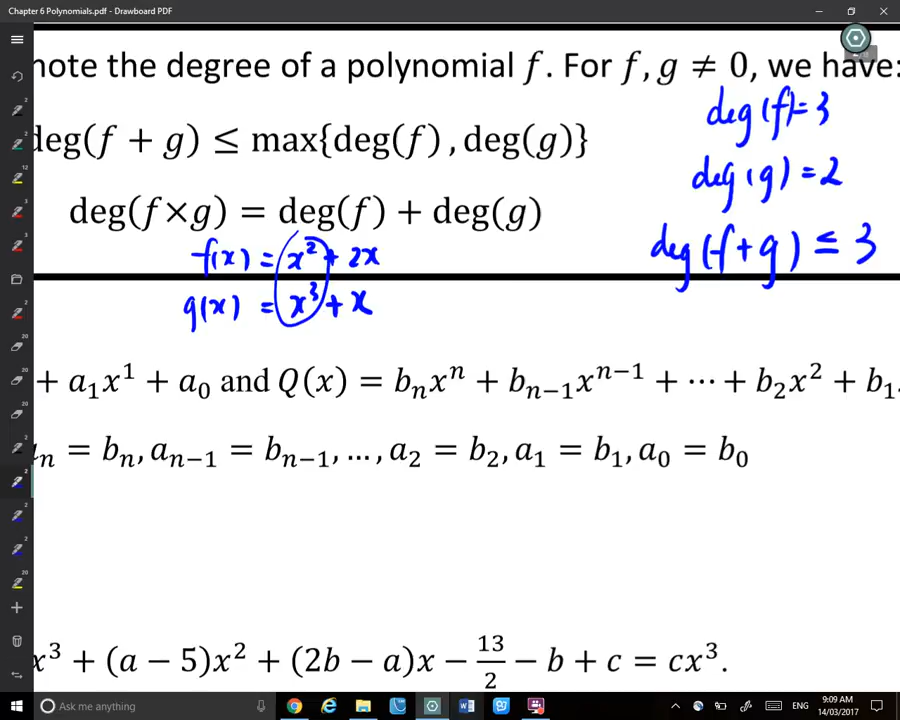 Chapter 6 Polynomials.pdf - Drawboard PDF
note the degree of a polynomial f. For f, g ≠ 0, we have:
deg(f)=3
deg(f + g) ≤ max{deg(f), deg(g)}
deg(g)=2
deg(f×g) = deg(f) + deg(g)
deg(f+g) ≤ 3
f(x) = x² + 2x
g(x) = x³ + x
+ a₁x¹ + a₀ and Q(x) = bₙxⁿ + bₙ₋₁xⁿ⁻¹ + ⋯ + b₂x² + b₁
aₙ = bₙ, aₙ₋₁ = bₙ₋₁, …, a₂ = b₂, a₁ = b₁, a₀ = b₀
x³ + (a − 5)x² + (2b − a)x − 13/2 − b + c = cx³.
Ask me anything
ENG
9:09 AM
14/03/2017